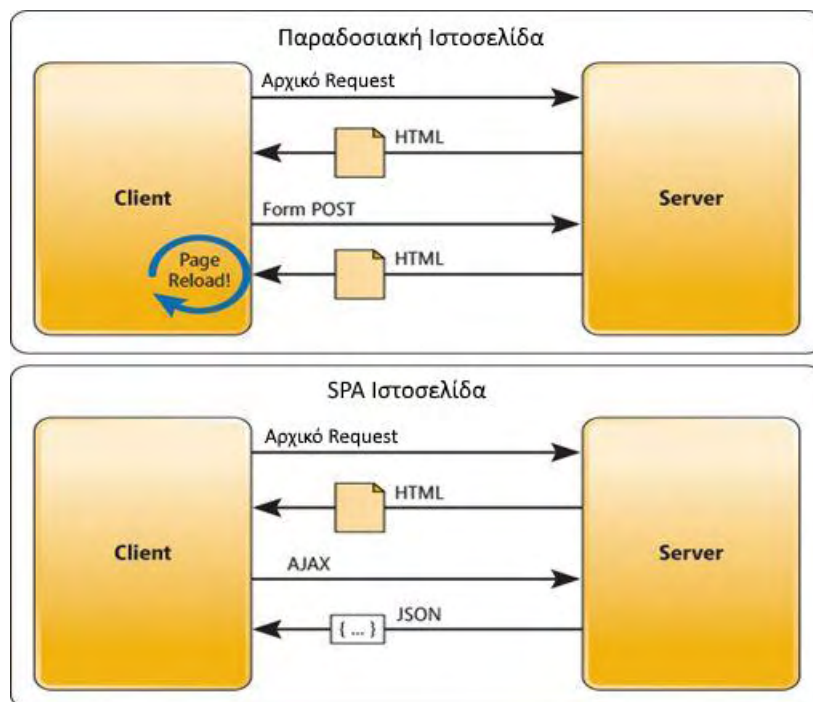 Παραδοσιακή Ιστοσελίδα
Αρχικό Request
HTML
Client
Server
Form POST
Page
Reload!
HTML
SPA Ιστοσελίδα
Αρχικό Request
HTML
Client
Server
AJAX
JSON
{ ... }